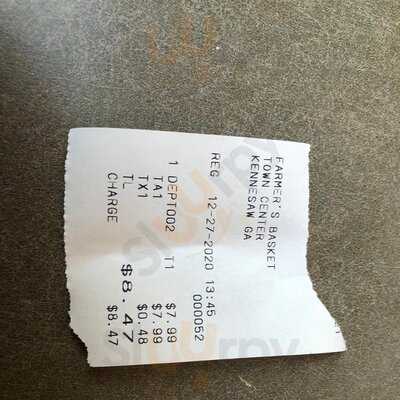 FARMER'S BASKET
TOWN CENTER
KENNESAW GA
REG 12-27-2020 13:45
000052
1 DEPT002 T1 $7.99
TA1 $7.99
TX1 $0.48
TL $8.47
CHARGE $8.47